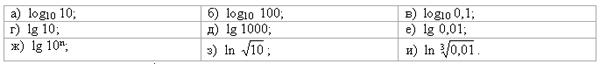 а) log₁₀ 10; б) log₁₀ 100; в) log₁₀ 0,1;
г) lg 10; д) lg 1000; е) lg 0,01;
ж) lg 10ⁿ; з) ln √10 ; и) ln ∛0,01 .